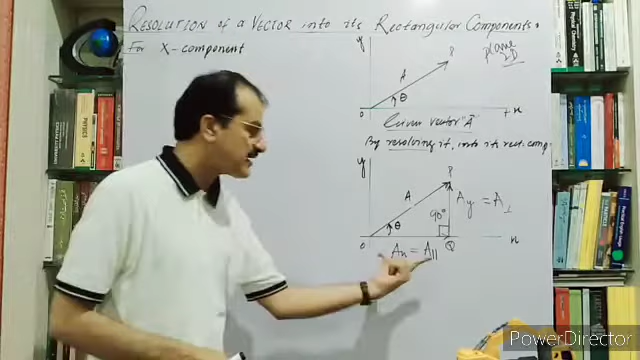 RESOLUTION OF A VECTOR into its Rectangular Components.
For X-component
y
P
plane
2D
A
θ
o
x
Given vector "A"
By resolving it, into its rect. comp
y
P
A
Ay = A⊥
90°
θ
o
Q
x
Ax = A||
PHYSICS
PowerDirector